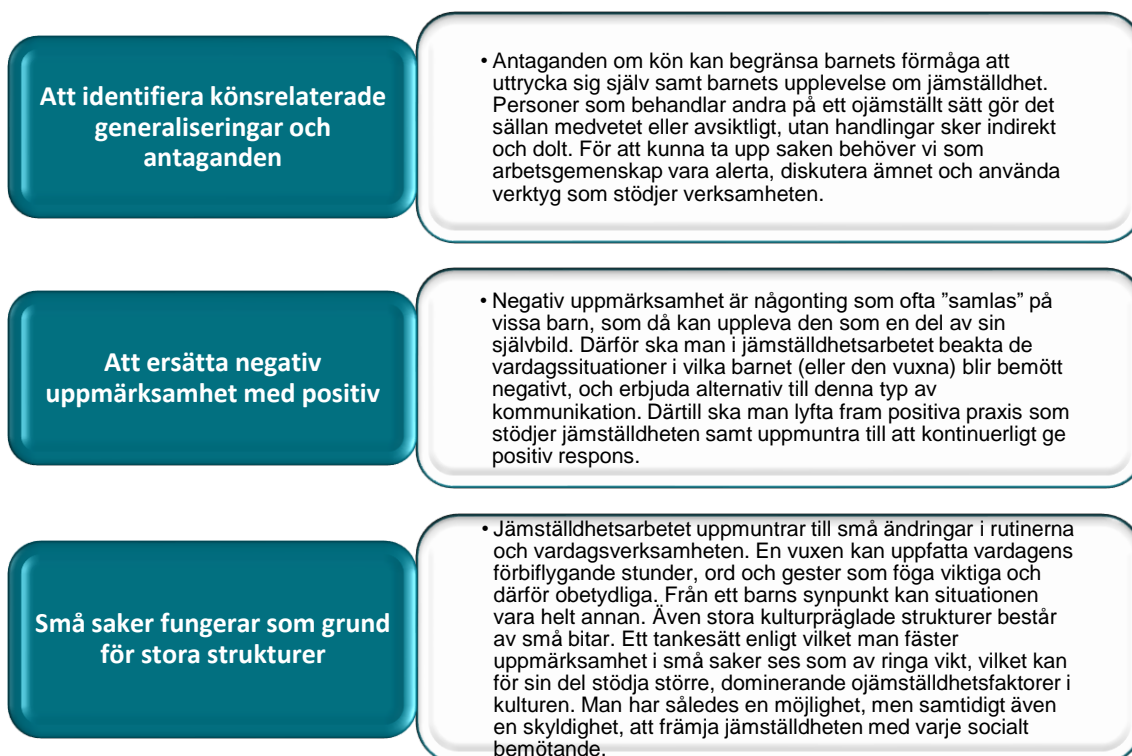 Att identifiera könsrelaterade
generaliseringar och
antaganden
• Antaganden om kön kan begränsa barnets förmåga att
uttrycka sig själv samt barnets upplevelse om jämställdhet.
Personer som behandlar andra på ett ojämställt sätt gör det
sällan medvetet eller avsiktligt, utan handlingar sker indirekt
och dolt. För att kunna ta upp saken behöver vi som
arbetsgemenskap vara alerta, diskutera ämnet och använda
verktyg som stödjer verksamheten.
Att ersätta negativ
uppmärksamhet med positiv
• Negativ uppmärksamhet är någonting som ofta ”samlas” på
vissa barn, som då kan uppleva den som en del av sin
självbild. Därför ska man i jämställdhetsarbetet beakta de
vardagssituationer i vilka barnet (eller den vuxna) blir bemött
negativt, och erbjuda alternativ till denna typ av
kommunikation. Därtill ska man lyfta fram positiva praxis som
stödjer jämställdheten samt uppmuntra till att kontinuerligt ge
positiv respons.
Små saker fungerar som grund
för stora strukturer
• Jämställdhetsarbetet uppmuntrar till små ändringar i rutinerna
och vardagsverksamheten. En vuxen kan uppfatta vardagens
förbiflygande stunder, ord och gester som föga viktiga och
därför obetydliga. Från ett barns synpunkt kan situationen
vara helt annan. Även stora kulturpräglade strukturer består
av små bitar. Ett tankesätt enligt vilket man fäster
uppmärksamhet i små saker ses som av ringa vikt, vilket kan
för sin del stödja större, dominerande ojämställdhetsfaktorer i
kulturen. Man har således en möjlighet, men samtidigt även
en skyldighet, att främja jämställdheten med varje socialt
bemötande.